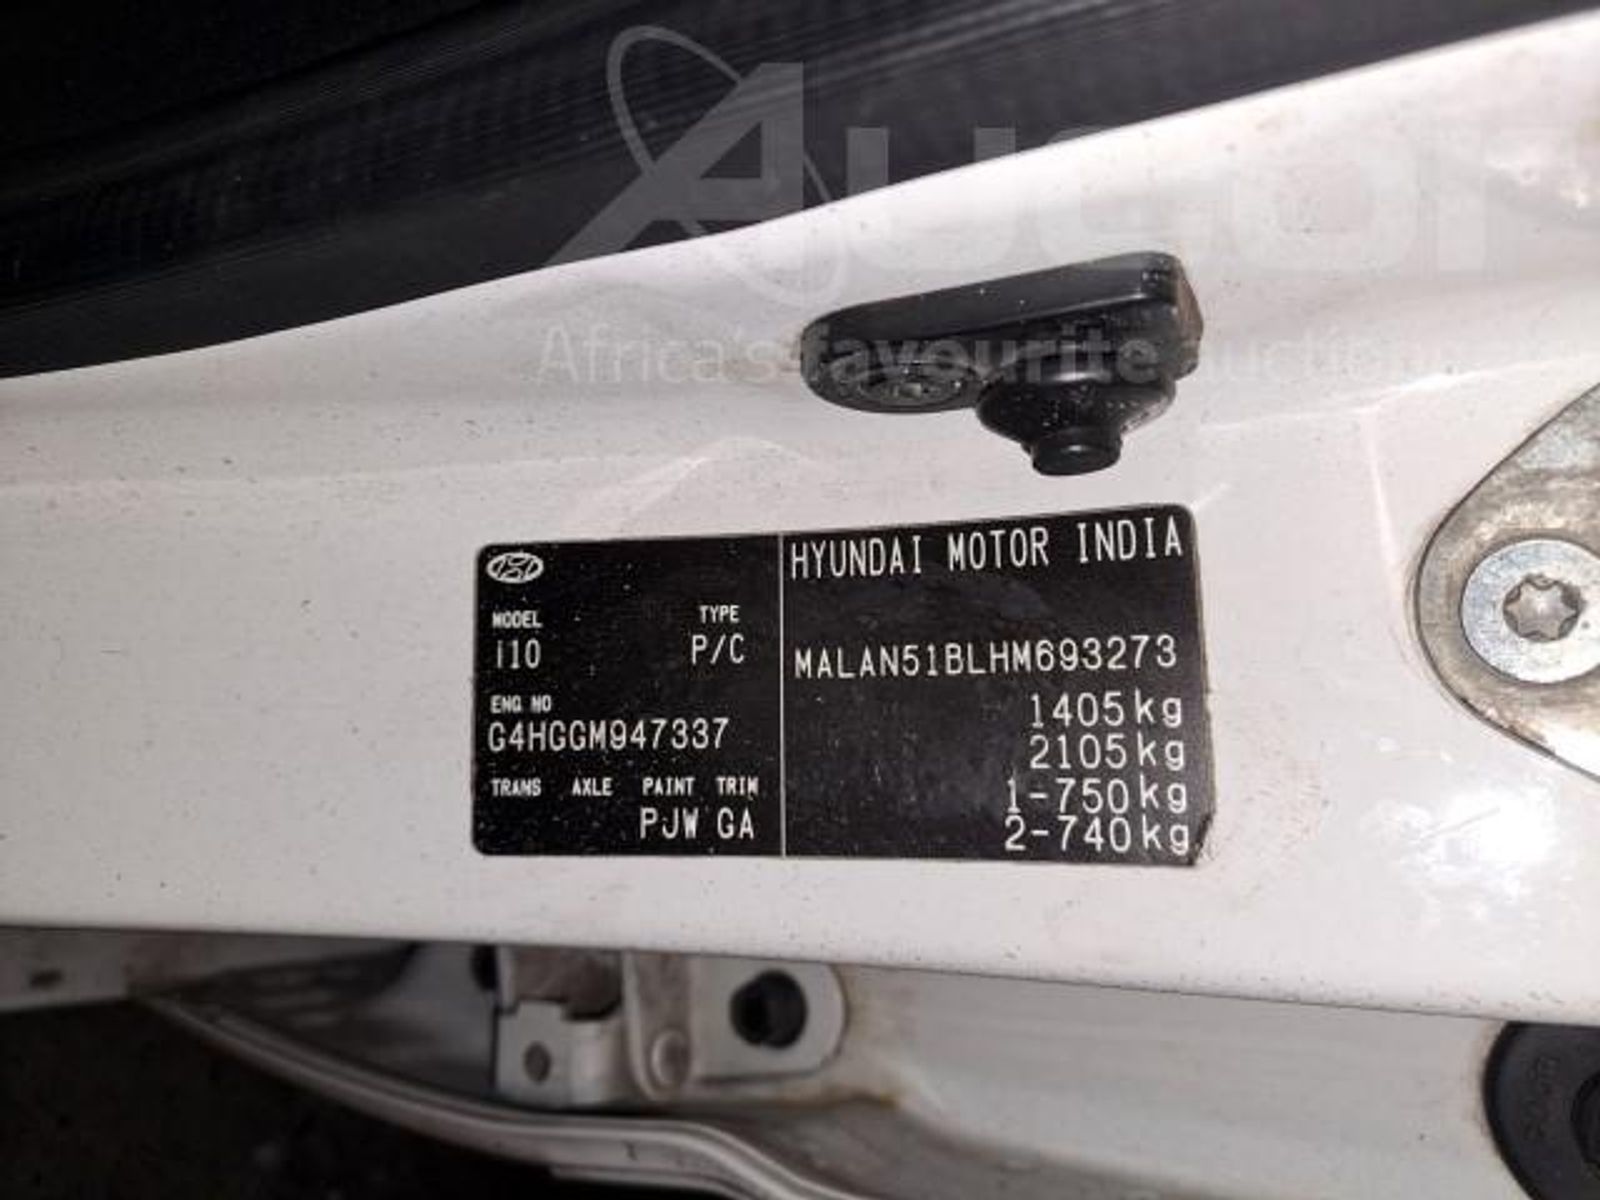 Africa's favourite auction
HYUNDAI MOTOR INDIA
MODEL TYPE
i10 P/C
MALAN51BLHM693273
ENG NO
G4HGGM947337
1405kg
2105kg
TRANS AXLE PAINT TRIM
1-750kg
PJW GA
2-740kg